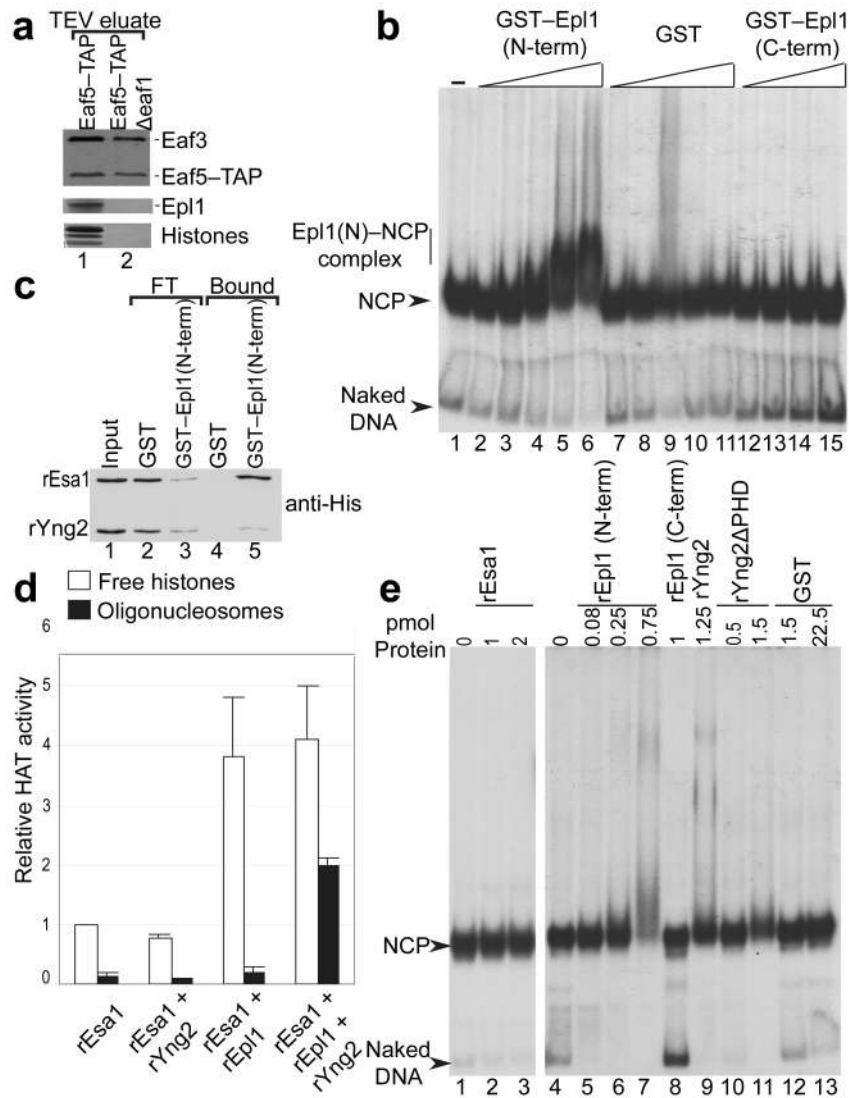 a
TEV eluate
Eaf5–TAP
Eaf5–TAP
Δeaf1
-Eaf3
-Eaf5–TAP
-Epl1
Histones
1 2
b
GST–Epl1
(N-term)
GST
GST–Epl1
(C-term)
–
Epl1(N)–NCP
complex
NCP
Naked
DNA
1 2 3 4 5 6 7 8 9 10 11 12 13 14 15
c
FT Bound
Input
GST
GST–Epl1(N-term)
GST
GST–Epl1(N-term)
rEsa1
rYng2
anti-His
1 2 3 4 5
d
Free histones
Oligonucleosomes
Relative HAT activity
6
5
4
3
2
1
0
rEsa1
rEsa1 +
rYng2
rEsa1 +
rEpl1
rEsa1 +
rEpl1 +
rYng2
e
rEsa1
rEpl1 (N-term)
rEpl1 (C-term)
rYng2
rYng2ΔPHD
GST
pmol
Protein
0 1 2 0 0.08 0.25 0.75 1 1.25 0.5 1.5 1.5 22.5
NCP
Naked
DNA
1 2 3 4 5 6 7 8 9 10 11 12 13